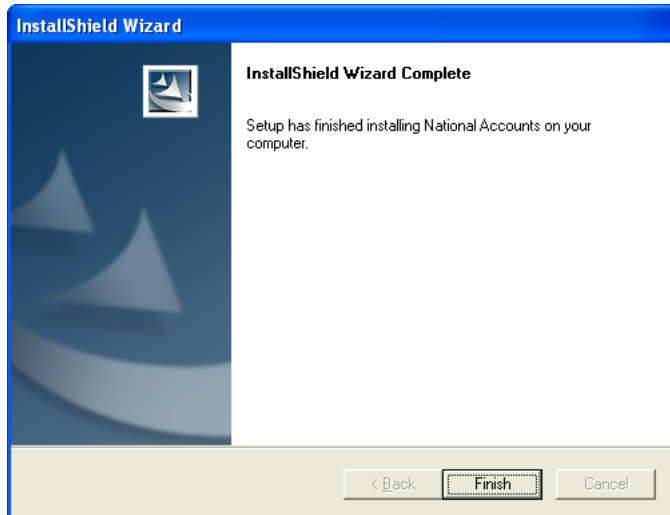 InstallShield Wizard
InstallShield Wizard Complete
Setup has finished installing National Accounts on your
computer.
< Back
Finish
Cancel